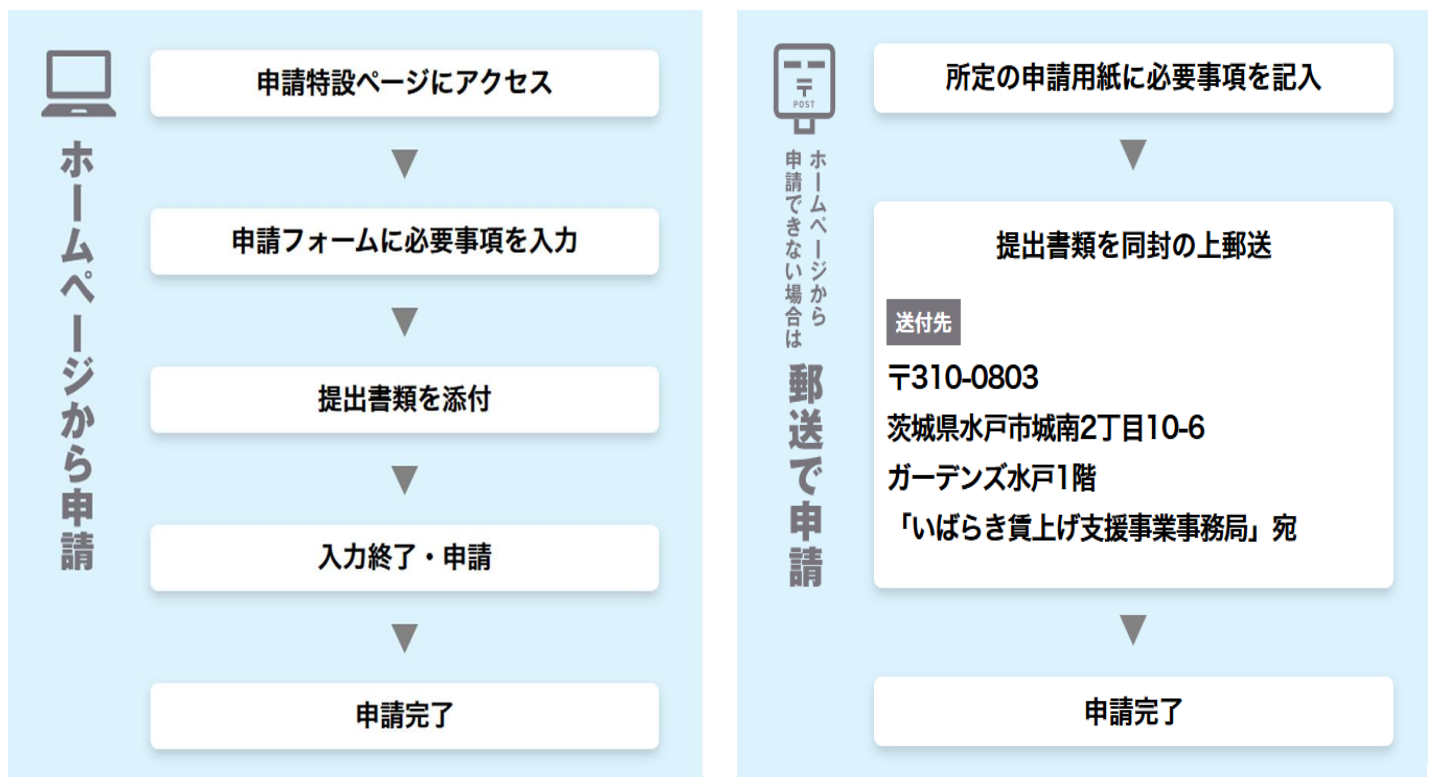 ホームページから申請
申請特設ページにアクセス
▼
申請フォームに必要事項を入力
▼
提出書類を添付
▼
入力終了・申請
▼
申請完了
POST
ホームページから
申請できない場合は
郵送で申請
所定の申請用紙に必要事項を記入
▼
提出書類を同封の上郵送
送付先
〒310-0803
茨城県水戸市城南2丁目10-6
ガーデンズ水戸1階
「いばらき賃上げ支援事業事務局」宛
▼
申請完了